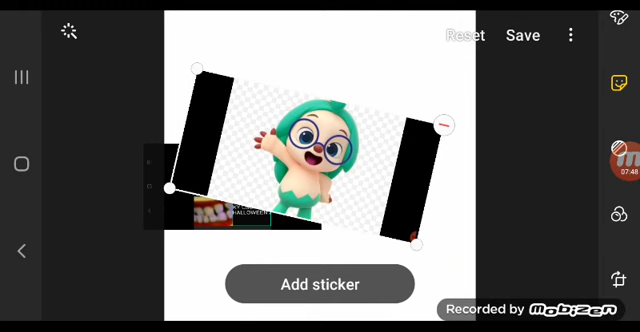 Reset
Save
07:48
HALLOWEEN
Add sticker
Recorded by mobizen